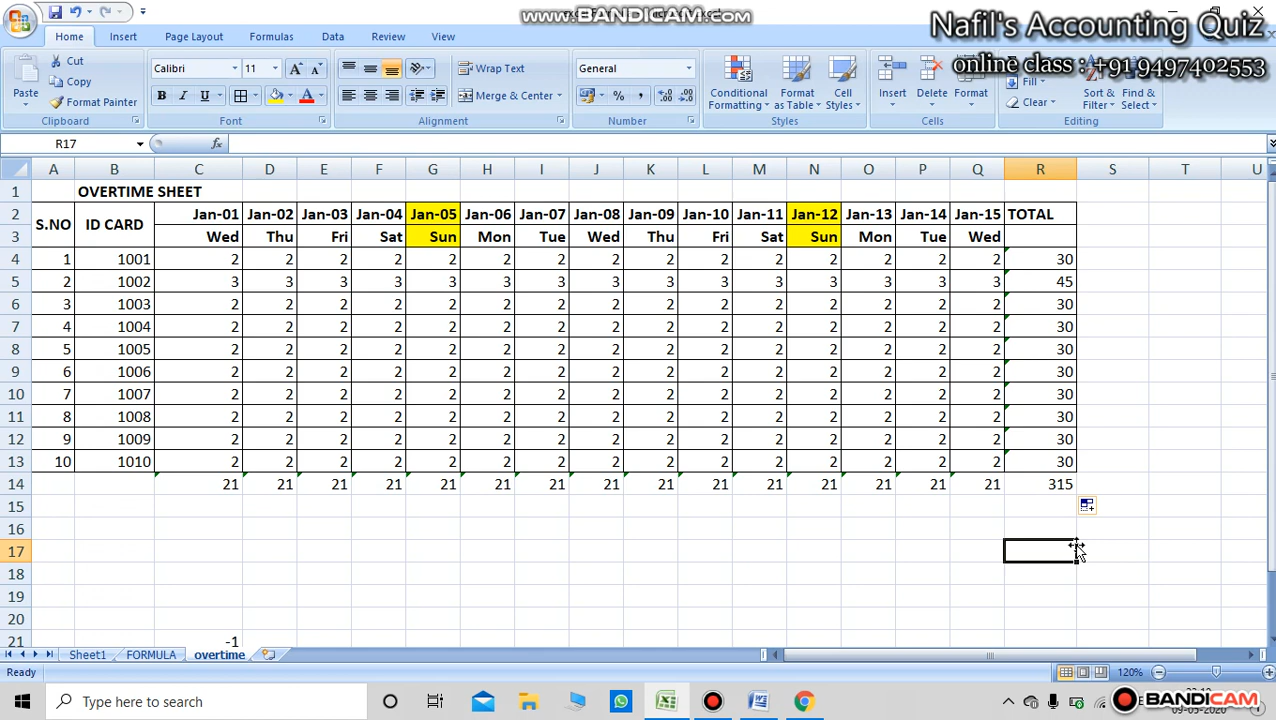 www.BANDICAM.com
Nafil's Accounting Quiz
online class : +91 9497402553
Home Insert Page Layout Formulas Data Review View
Cut
Copy
Format Painter
Paste
Clipboard
Calibri 11
Font
Wrap Text
Merge & Center
Alignment
General
Number
Conditional Formatting
Format as Table
Cell Styles
Styles
Insert Delete Format
Cells
Fill
Clear
Sort & Filter
Find & Select
Editing
R17
fx
A B C D E F G H I J K L M N O P Q R S T U
1 OVERTIME SHEET
2 S.NO ID CARD Jan-01 Jan-02 Jan-03 Jan-04 Jan-05 Jan-06 Jan-07 Jan-08 Jan-09 Jan-10 Jan-11 Jan-12 Jan-13 Jan-14 Jan-15 TOTAL
3 Wed Thu Fri Sat Sun Mon Tue Wed Thu Fri Sat Sun Mon Tue Wed
4 1 1001 2 2 2 2 2 2 2 2 2 2 2 2 2 2 2 30
5 2 1002 3 3 3 3 3 3 3 3 3 3 3 3 3 3 3 45
6 3 1003 2 2 2 2 2 2 2 2 2 2 2 2 2 2 2 30
7 4 1004 2 2 2 2 2 2 2 2 2 2 2 2 2 2 2 30
8 5 1005 2 2 2 2 2 2 2 2 2 2 2 2 2 2 2 30
9 6 1006 2 2 2 2 2 2 2 2 2 2 2 2 2 2 2 30
10 7 1007 2 2 2 2 2 2 2 2 2 2 2 2 2 2 2 30
11 8 1008 2 2 2 2 2 2 2 2 2 2 2 2 2 2 2 30
12 9 1009 2 2 2 2 2 2 2 2 2 2 2 2 2 2 2 30
13 10 1010 2 2 2 2 2 2 2 2 2 2 2 2 2 2 2 30
14 21 21 21 21 21 21 21 21 21 21 21 21 21 21 21 315
15
16
17
18
19
20
21 -1
Sheet1 FORMULA overtime
Ready 120%
Type here to search
BANDICAM
09-05-2020